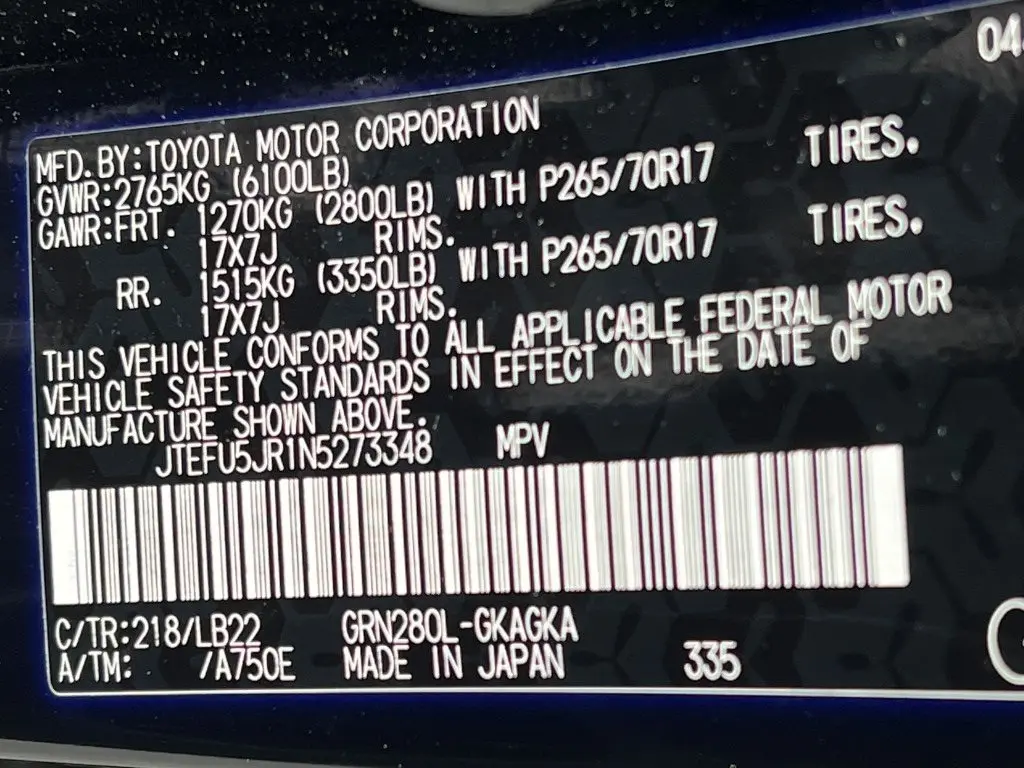 04
MFD.BY:TOYOTA MOTOR CORPORATION
GVWR:2765KG (6100LB)
GAWR:FRT. 1270KG (2800LB) WITH P265/70R17 TIRES.
17X7J RIMS.
RR. 1515KG (3350LB) WITH P265/70R17 TIRES.
17X7J RIMS.
THIS VEHICLE CONFORMS TO ALL APPLICABLE FEDERAL MOTOR
VEHICLE SAFETY STANDARDS IN EFFECT ON THE DATE OF
MANUFACTURE SHOWN ABOVE.
JTEFU5JR1N5273348 MPV
C/TR:218/LB22 GRN280L-GKAGKA
A/TM: /A750E MADE IN JAPAN 335